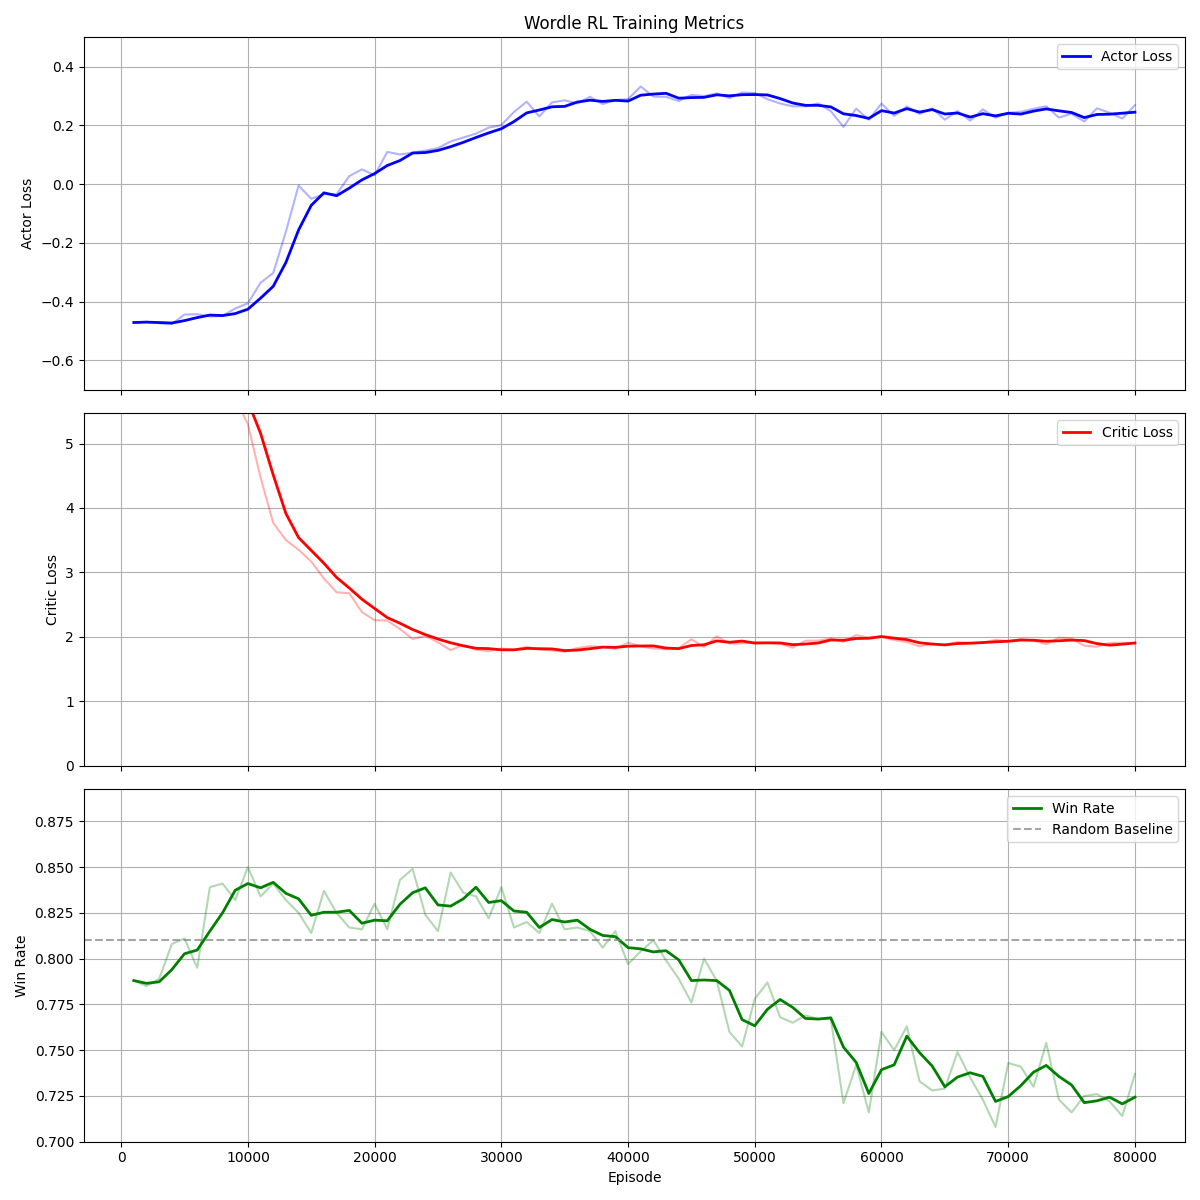 Wordle RL Training Metrics
Actor Loss
0.4
0.2
0.0
−0.2
−0.4
−0.6
Actor Loss
Critic Loss
5
4
3
2
1
0
Critic Loss
Win Rate
Random Baseline
0.875
0.850
0.825
0.800
0.775
0.750
0.725
0.700
Win Rate
0 10000 20000 30000 40000 50000 60000 70000 80000
Episode